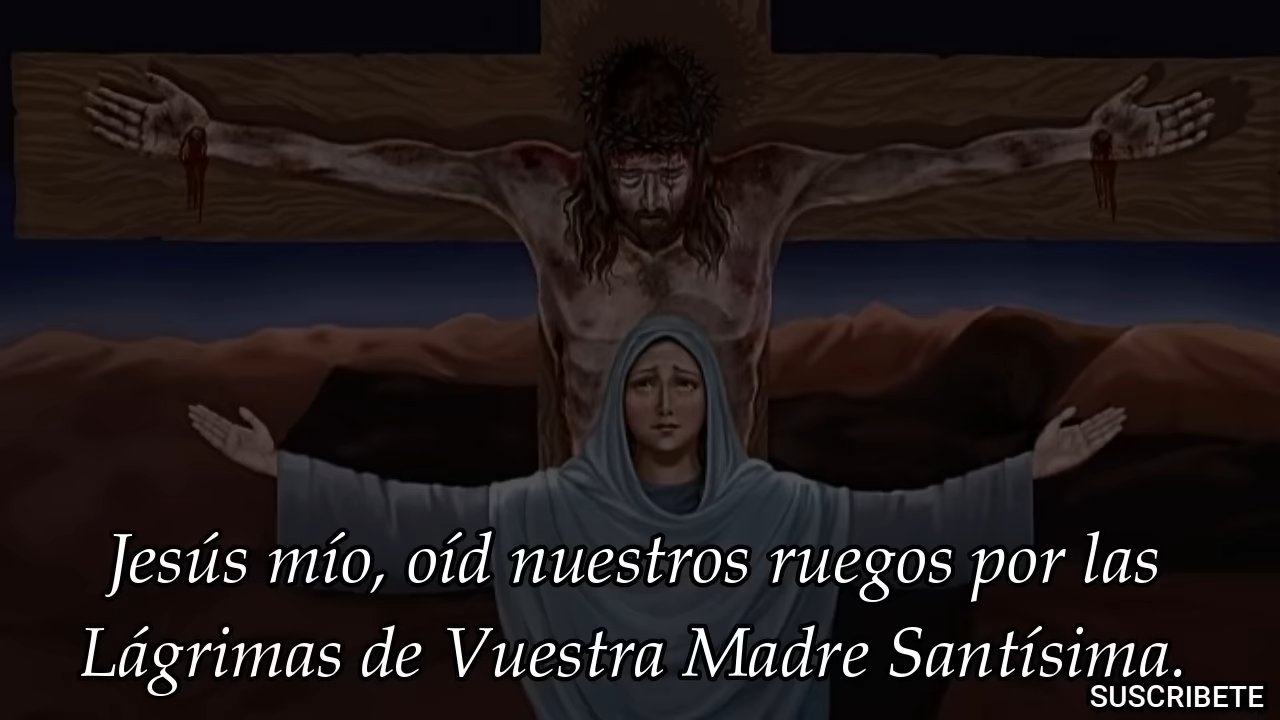 Jesús mío, oíd nuestros ruegos por las
Lágrimas de Vuestra Madre Santísima.
SUSCRIBETE